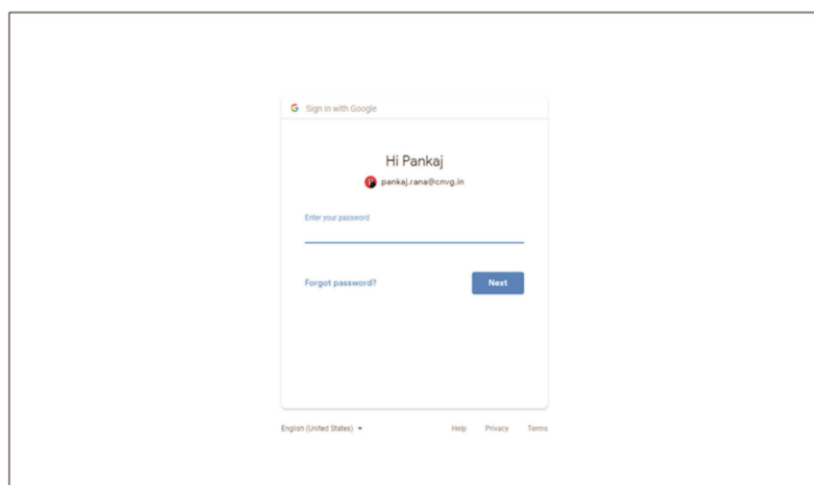 Sign in with Google
Hi Pankaj
pankaj.rana@cnvg.in
Enter your password
Forgot password?
Next
English (United States)
Help Privacy Terms